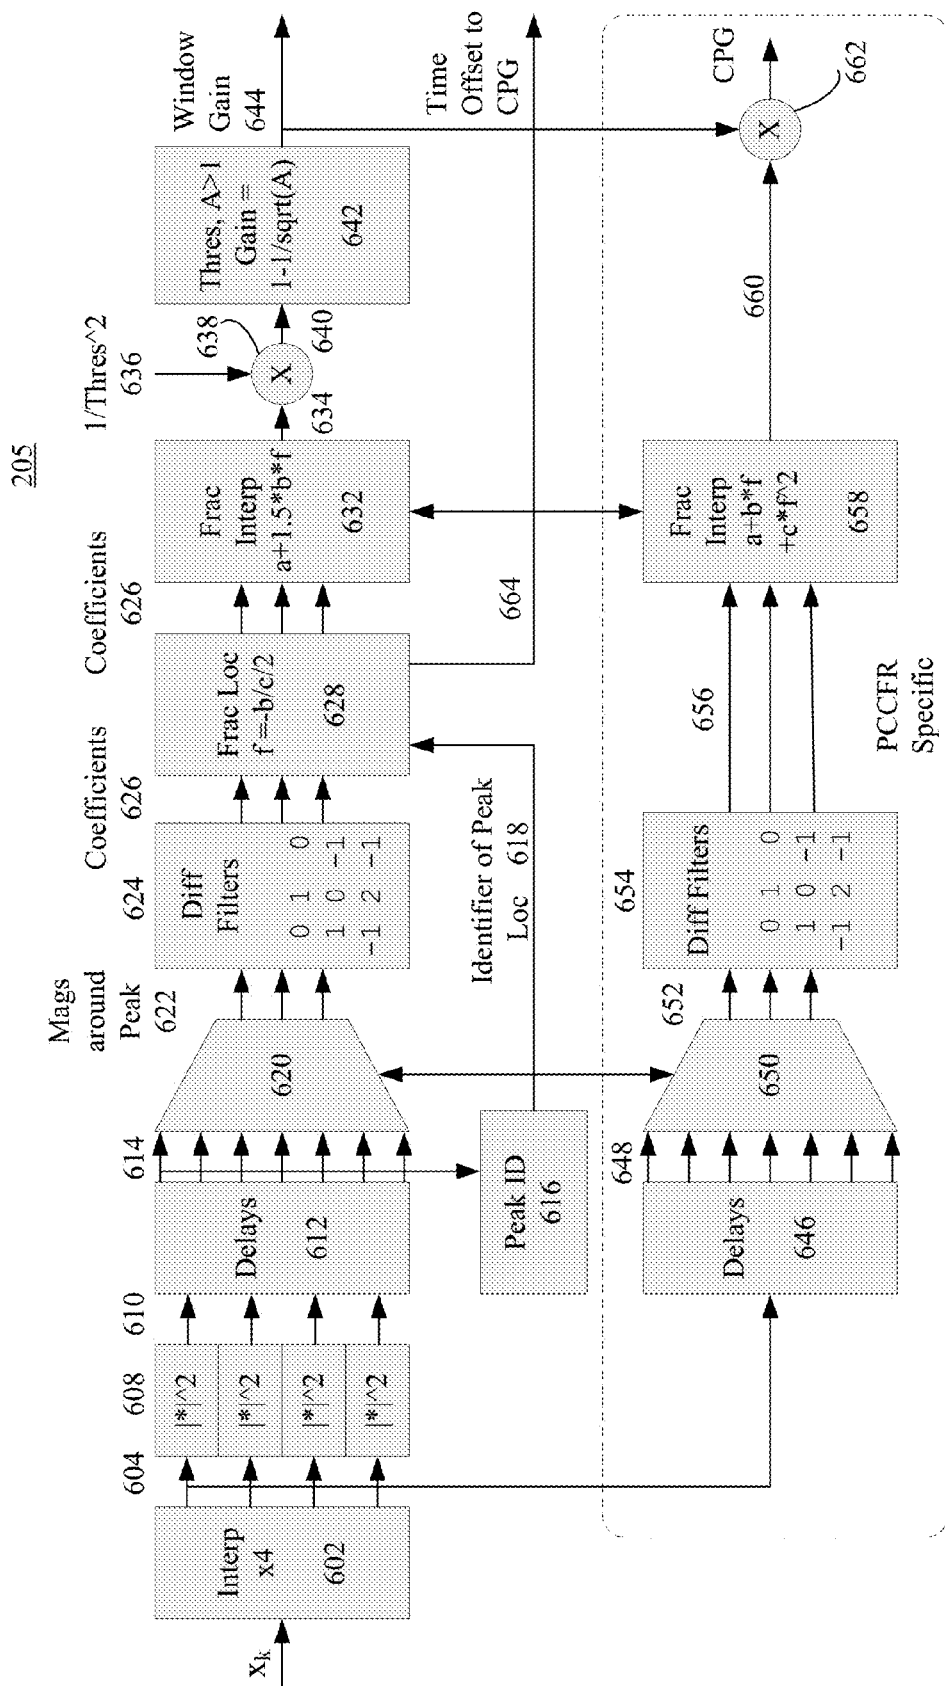 205
x_k
Interp
x4
602
604
|*|^2
|*|^2
|*|^2
|*|^2
608
610
Delays
612
614
Peak ID
616
620
Mags
around
Peak
622
Diff
Filters
0 1 0
1 0 -1
-1 2 -1
624
Coefficients
626
Identifier of Peak
Loc 618
Frac Loc
f=-b/c/2
628
Coefficients
626
Frac
Interp
a+1.5*b*f
632
634
1/Thres^2
636
638
X
640
Thres, A>1
Gain =
1-1/sqrt(A)
642
Window
Gain
644
664
Time
Offset to
CPG
Delays
646
648
650
652
Diff Filters
0 1 0
1 0 -1
-1 2 -1
654
656
Frac
Interp
a+b*f
+c*f^2
658
660
X
662
CPG
PCCFR
Specific